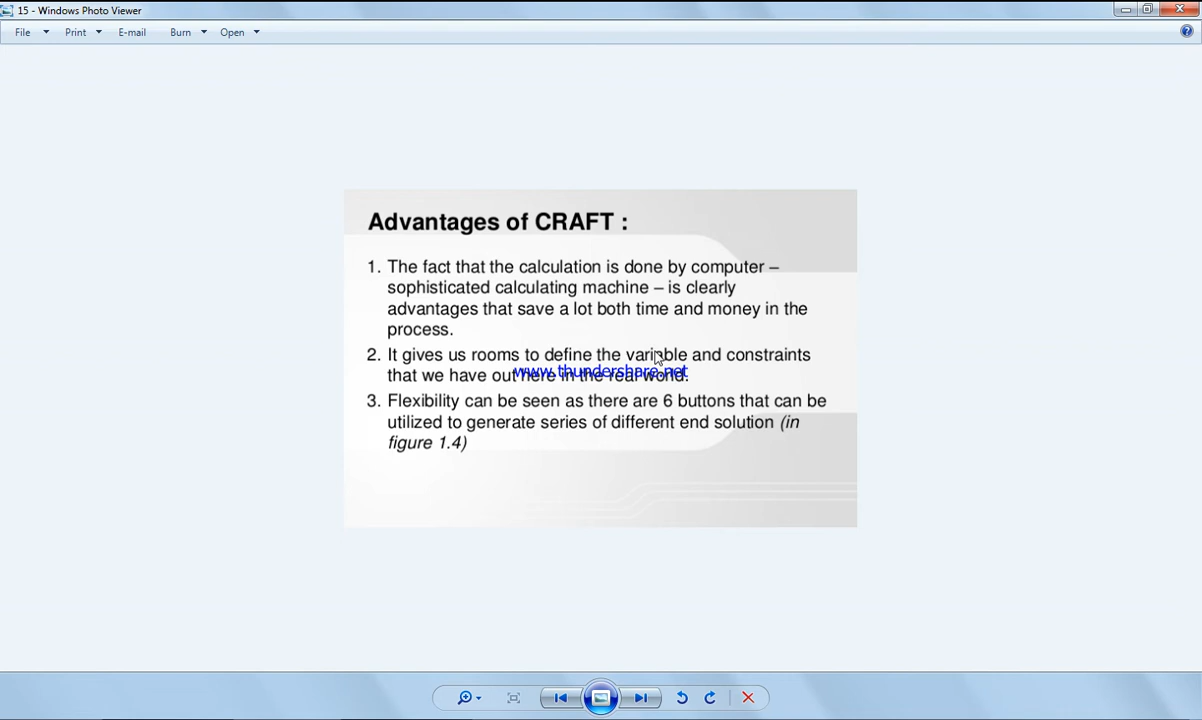 15 - Windows Photo Viewer
File Print E-mail Burn Open
Advantages of CRAFT :
1. The fact that the calculation is done by computer –
sophisticated calculating machine – is clearly
advantages that save a lot both time and money in the
process.
2. It gives us rooms to define the variable and constraints
that we have out here in the real world.
www.thundershare.net
3. Flexibility can be seen as there are 6 buttons that can be
utilized to generate series of different end solution (in
figure 1.4)